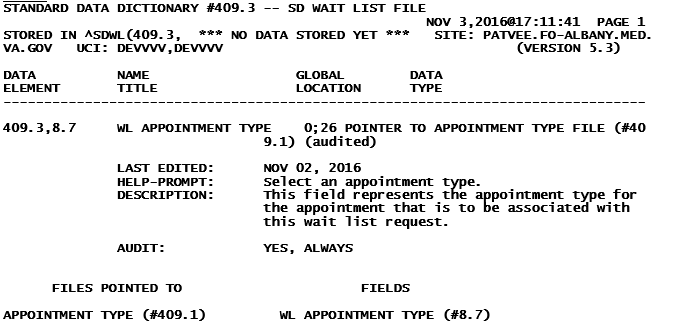 STANDARD DATA DICTIONARY #409.3 -- SD WAIT LIST FILE
NOV 3,2016@17:11:41 PAGE 1
STORED IN ^SDWL(409.3, *** NO DATA STORED YET *** SITE: PATVEE.FO-ALBANY.MED.
VA.GOV UCI: DEVVVV,DEVVVV (VERSION 5.3)
DATA NAME GLOBAL DATA
ELEMENT TITLE LOCATION TYPE
-------------------------------------------------------------------------------
409.3,8.7 WL APPOINTMENT TYPE 0;26 POINTER TO APPOINTMENT TYPE FILE (#40
9.1) (audited)
LAST EDITED: NOV 02, 2016
HELP-PROMPT: Select an appointment type.
DESCRIPTION: This field represents the appointment type for
the appointment that is to be associated with
this wait list request.
AUDIT: YES, ALWAYS
FILES POINTED TO FIELDS
APPOINTMENT TYPE (#409.1) WL APPOINTMENT TYPE (#8.7)